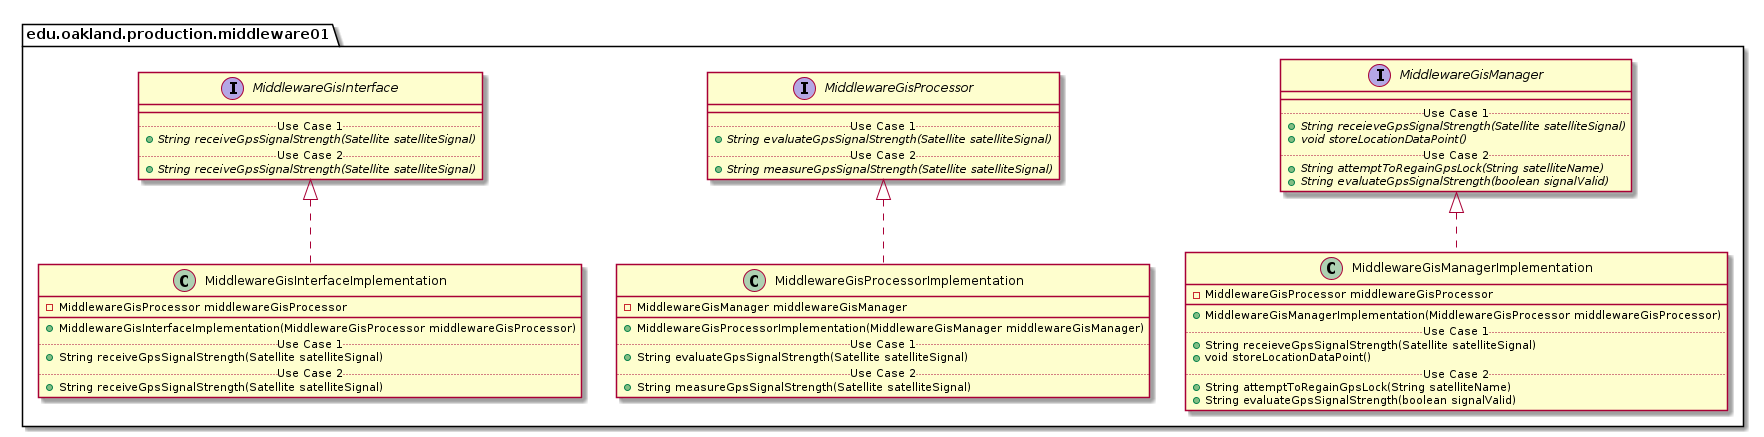 edu.oakland.production.middleware01
I MiddlewareGisInterface
Use Case 1
String receiveGpsSignalStrength(Satellite satelliteSignal)
Use Case 2
String receiveGpsSignalStrength(Satellite satelliteSignal)
I MiddlewareGisProcessor
Use Case 1
String evaluateGpsSignalStrength(Satellite satelliteSignal)
Use Case 2
String measureGpsSignalStrength(Satellite satelliteSignal)
I MiddlewareGisManager
Use Case 1
String receieveGpsSignalStrength(Satellite satelliteSignal)
void storeLocationDataPoint()
Use Case 2
String attemptToRegainGpsLock(String satelliteName)
String evaluateGpsSignalStrength(boolean signalValid)
C MiddlewareGisInterfaceImplementation
MiddlewareGisProcessor middlewareGisProcessor
MiddlewareGisInterfaceImplementation(MiddlewareGisProcessor middlewareGisProcessor)
Use Case 1
String receiveGpsSignalStrength(Satellite satelliteSignal)
Use Case 2
String receiveGpsSignalStrength(Satellite satelliteSignal)
C MiddlewareGisProcessorImplementation
MiddlewareGisManager middlewareGisManager
MiddlewareGisProcessorImplementation(MiddlewareGisManager middlewareGisManager)
Use Case 1
String evaluateGpsSignalStrength(Satellite satelliteSignal)
Use Case 2
String measureGpsSignalStrength(Satellite satelliteSignal)
C MiddlewareGisManagerImplementation
MiddlewareGisProcessor middlewareGisProcessor
MiddlewareGisManagerImplementation(MiddlewareGisProcessor middlewareGisProcessor)
Use Case 1
String receieveGpsSignalStrength(Satellite satelliteSignal)
void storeLocationDataPoint()
Use Case 2
String attemptToRegainGpsLock(String satelliteName)
String evaluateGpsSignalStrength(boolean signalValid)